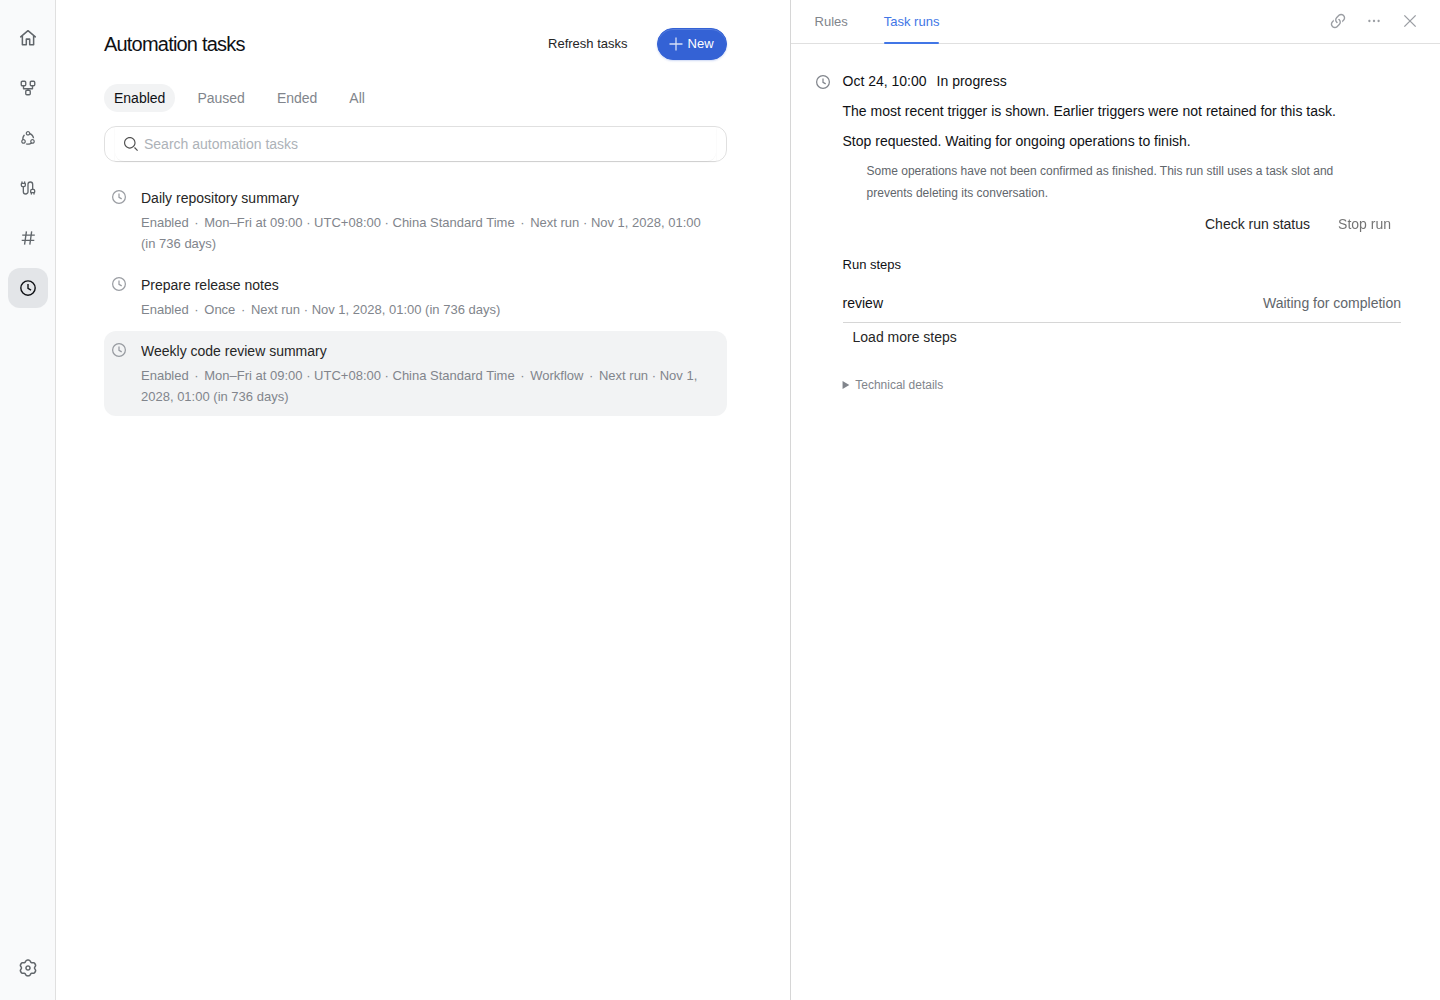 Automation tasks
Refresh tasks
New
Enabled
Paused
Ended
All
Search automation tasks
Daily repository summary
Enabled · Mon–Fri at 09:00 · UTC+08:00 · China Standard Time · Next run · Nov 1, 2028, 01:00
(in 736 days)
Prepare release notes
Enabled · Once · Next run · Nov 1, 2028, 01:00 (in 736 days)
Weekly code review summary
Enabled · Mon–Fri at 09:00 · UTC+08:00 · China Standard Time · Workflow · Next run · Nov 1,
2028, 01:00 (in 736 days)
Rules
Task runs
Oct 24, 10:00 In progress
The most recent trigger is shown. Earlier triggers were not retained for this task.
Stop requested. Waiting for ongoing operations to finish.
Some operations have not been confirmed as finished. This run still uses a task slot and
prevents deleting its conversation.
Check run status
Stop run
Run steps
review
Waiting for completion
Load more steps
Technical details